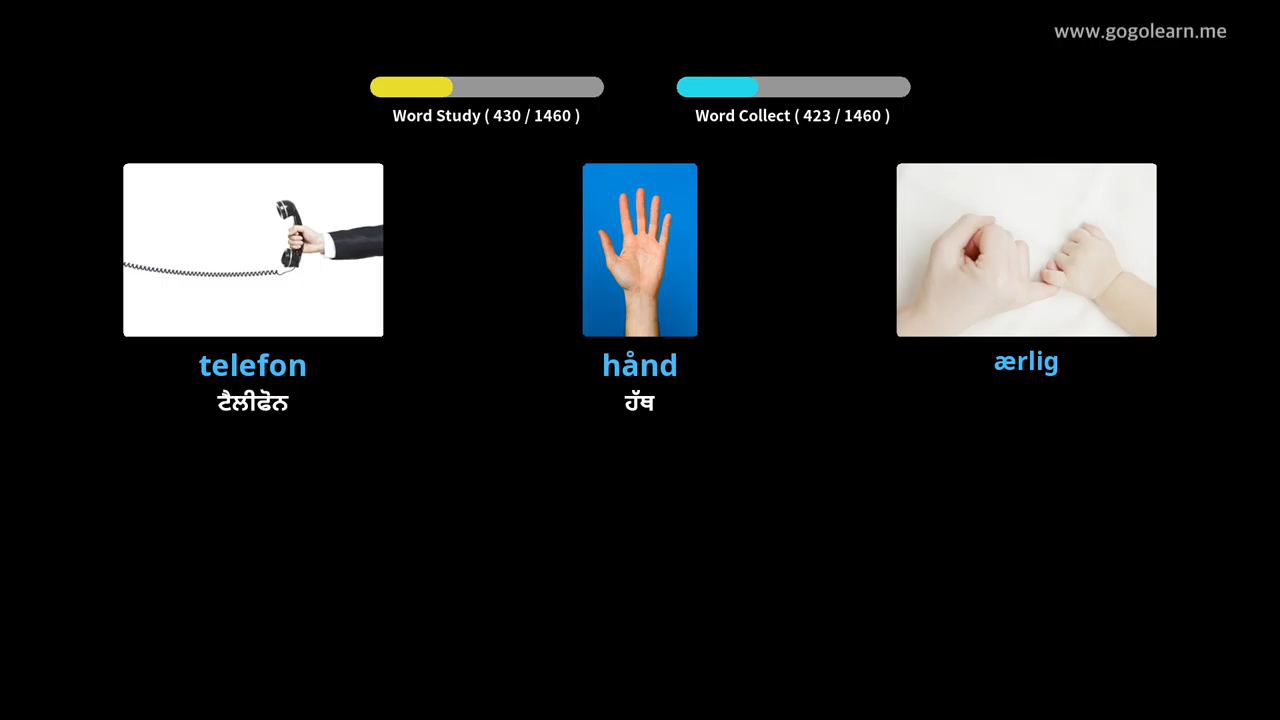 www.gogolearn.me
Word Study ( 430 / 1460 )
Word Collect ( 423 / 1460 )
telefon
ਟੈਲੀਫੋਨ
hånd
ਹੱਥ
ærlig